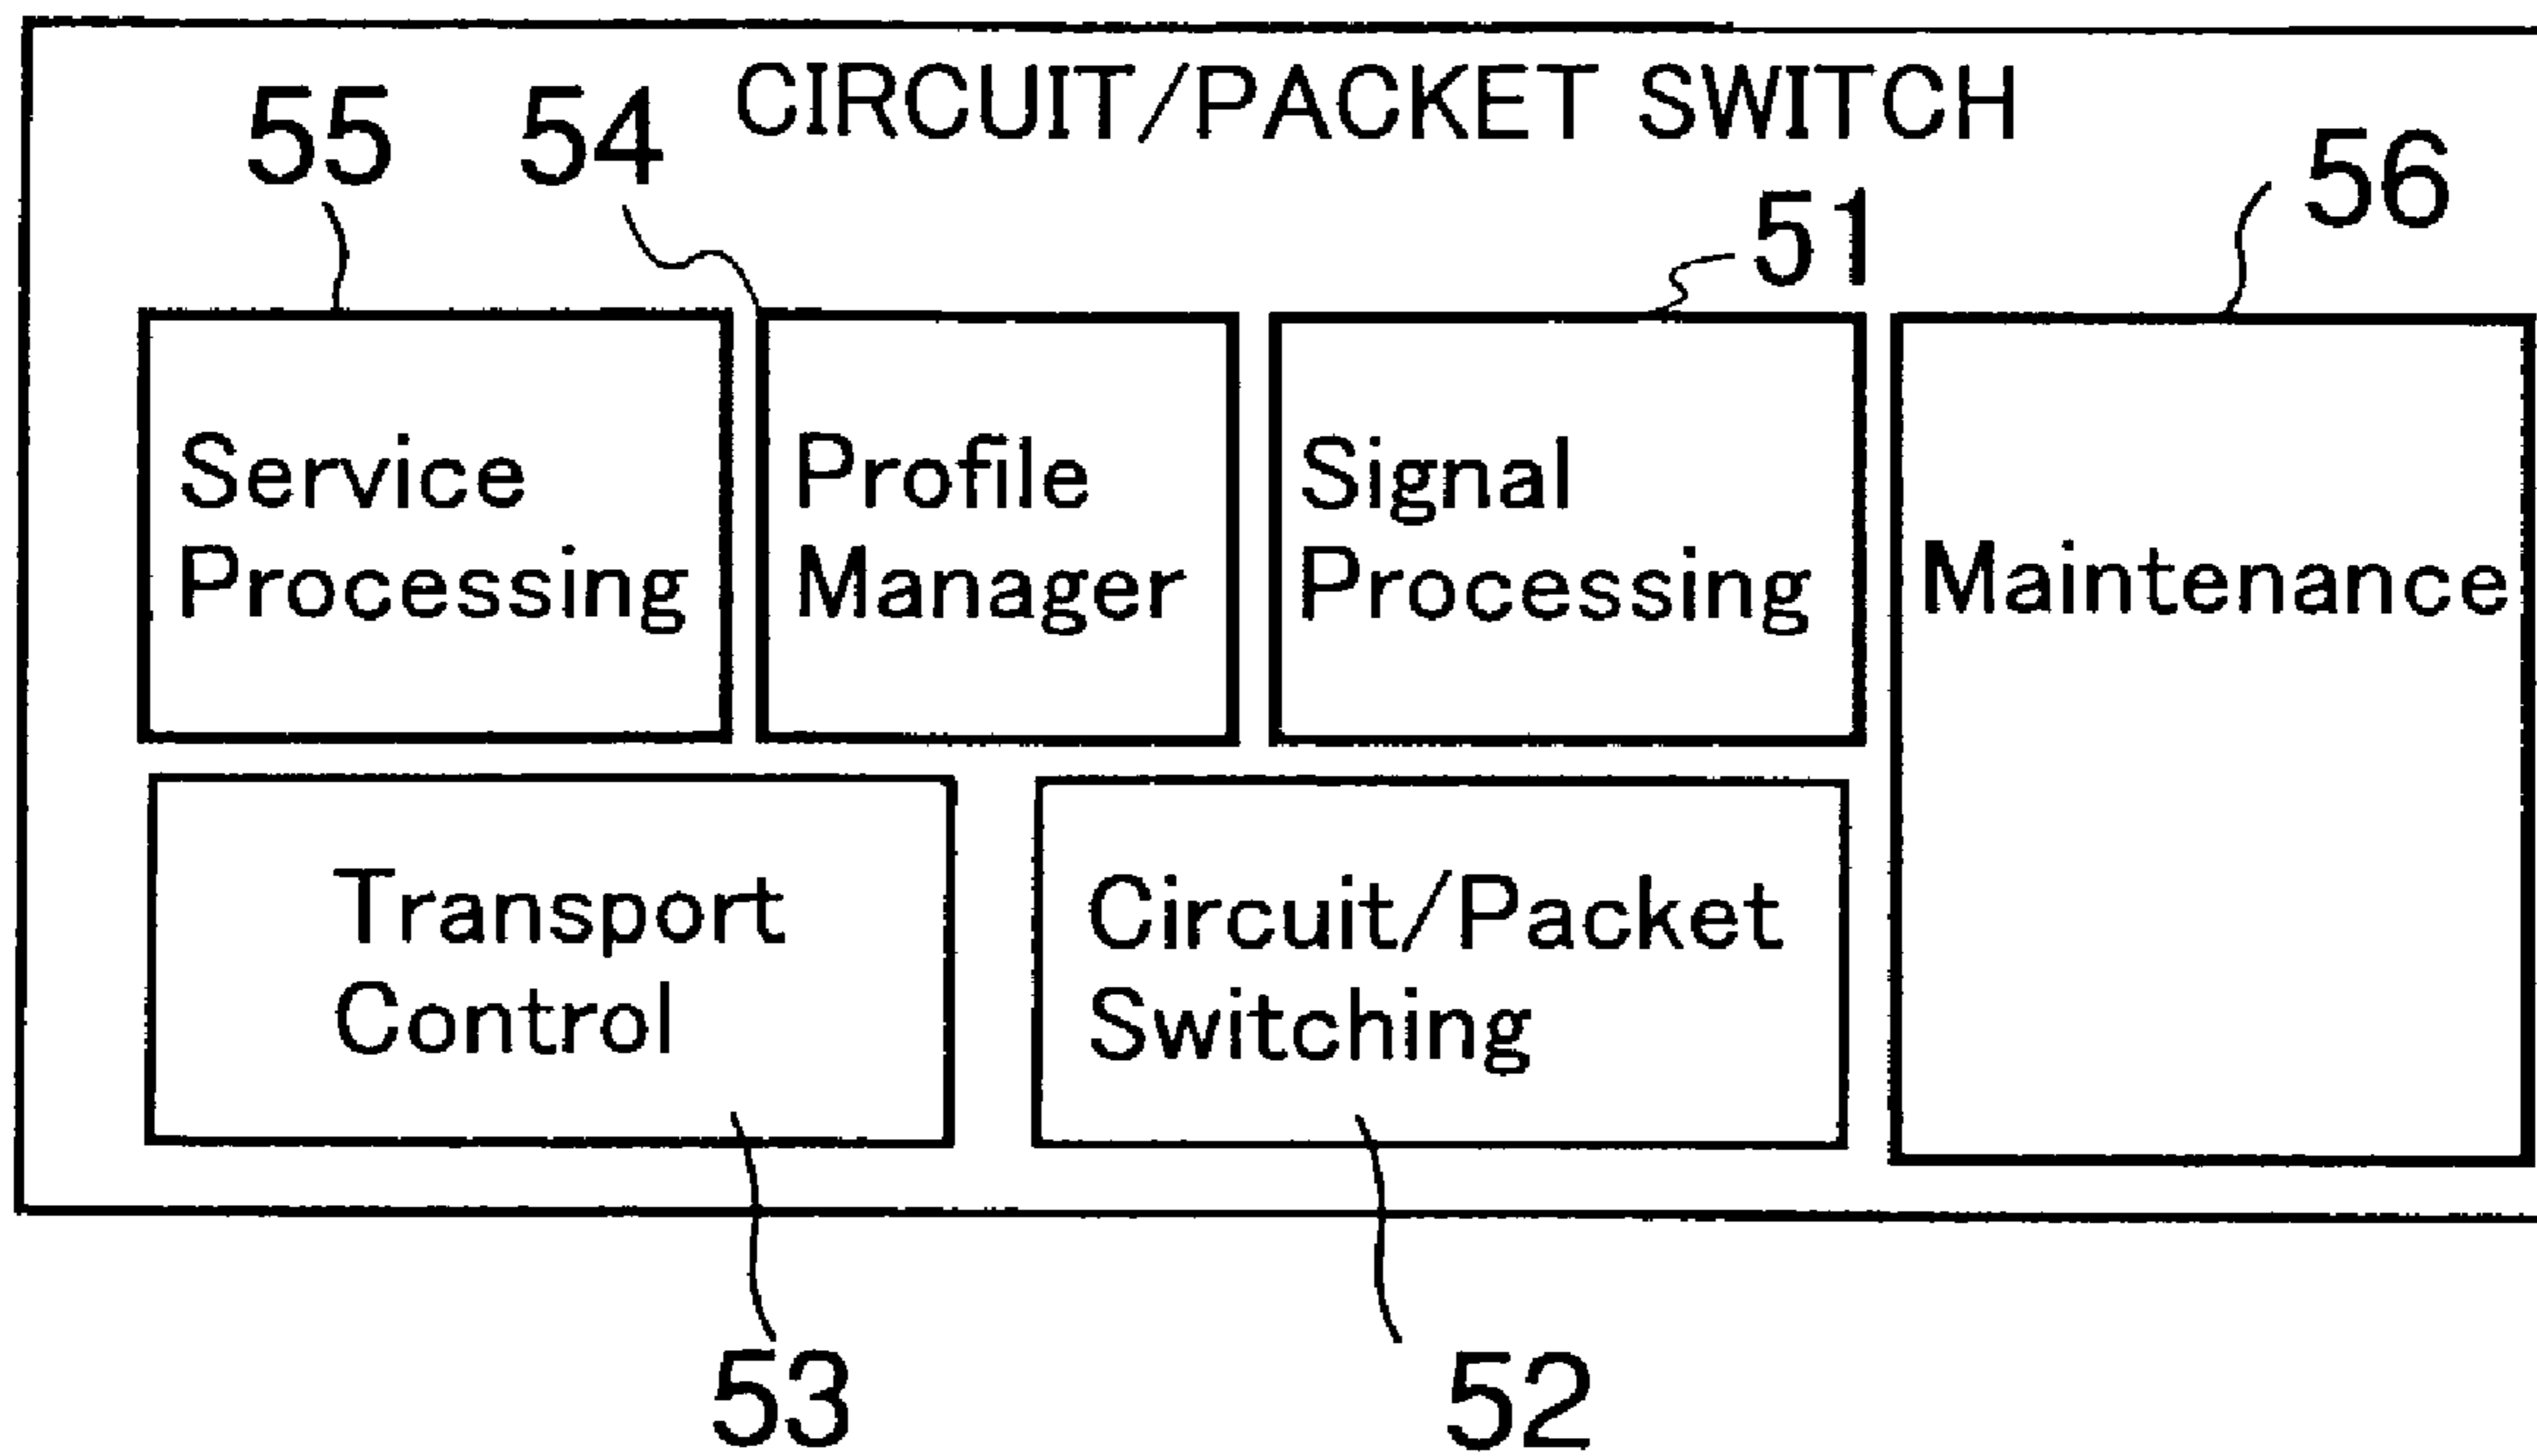 CIRCUIT/PACKET SWITCH
55
54
51
56
Service
Processing
Profile
Manager
Signal
Processing
Maintenance
Transport
Control
Circuit/Packet
Switching
53
52